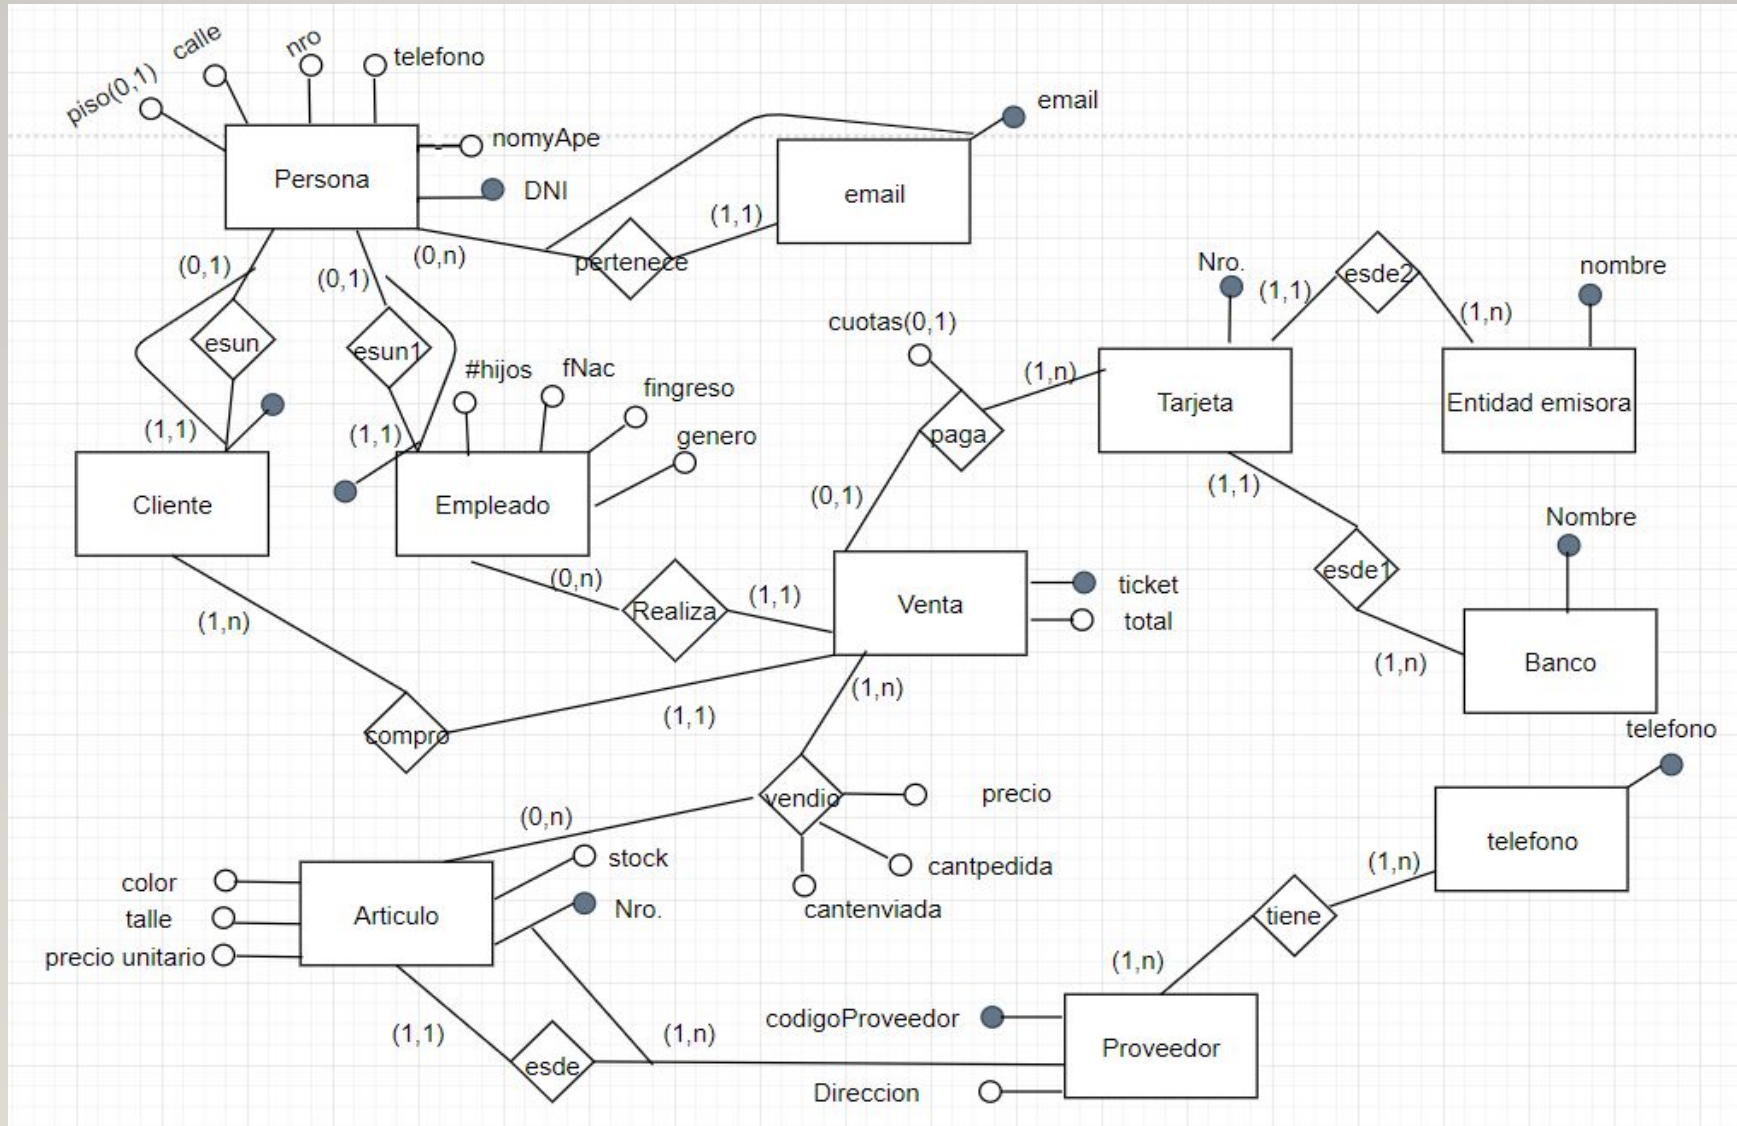 calle
nro
telefono
piso(0,1)
nomyApe
Persona
DNI
email
email
(1,1)
(0,n)
pertenece
(0,1)
(0,1)
esun
esun1
(1,1)
(1,1)
#hijos
fNac
fingreso
genero
Cliente
Empleado
Nro.
(1,1)
esde2
(1,n)
nombre
cuotas(0,1)
(1,n)
Tarjeta
Entidad emisora
paga
(0,1)
(1,1)
Nombre
esde1
(1,n)
Banco
(0,n)
Realiza
(1,1)
Venta
ticket
total
(1,n)
(1,1)
compro
(1,n)
vendio
precio
cantpedida
cantenviada
(0,n)
telefono
telefono
(1,n)
tiene
(1,n)
color
talle
precio unitario
Articulo
stock
Nro.
(1,1)
esde
(1,n)
codigoProveedor
Proveedor
Direccion